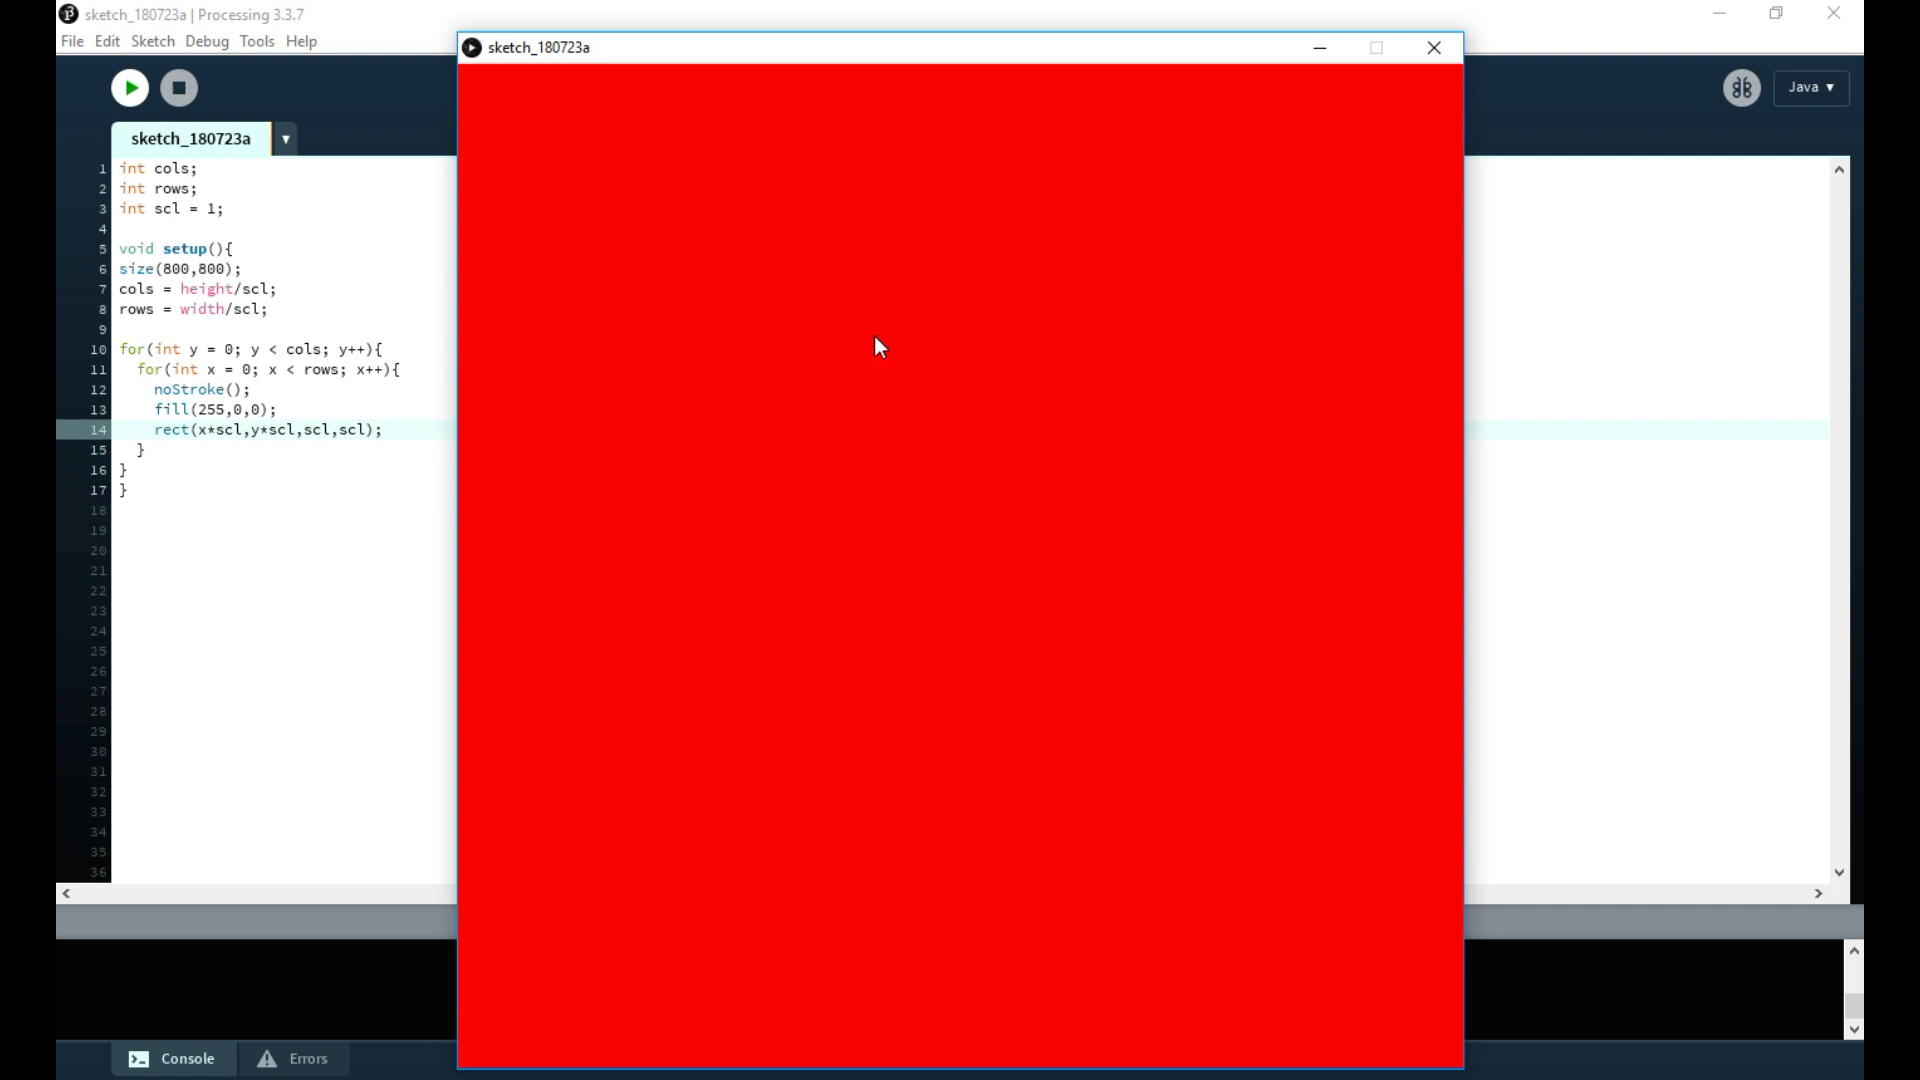 sketch_180723a | Processing 3.3.7
File Edit Sketch Debug Tools Help
sketch_180723a
Java ▼
sketch_180723a ▼
1 int cols;
2 int rows;
3 int scl = 1;
4
5 void setup(){
6 size(800,800);
7 cols = height/scl;
8 rows = width/scl;
9
10 for(int y = 0; y < cols; y++){
11 for(int x = 0; x < rows; x++){
12 noStroke();
13 fill(255,0,0);
14 rect(x*scl,y*scl,scl,scl);
15 }
16 }
17 }
18
19
20
21
22
23
24
25
26
27
28
29
30
31
32
33
34
35
36
Console Errors